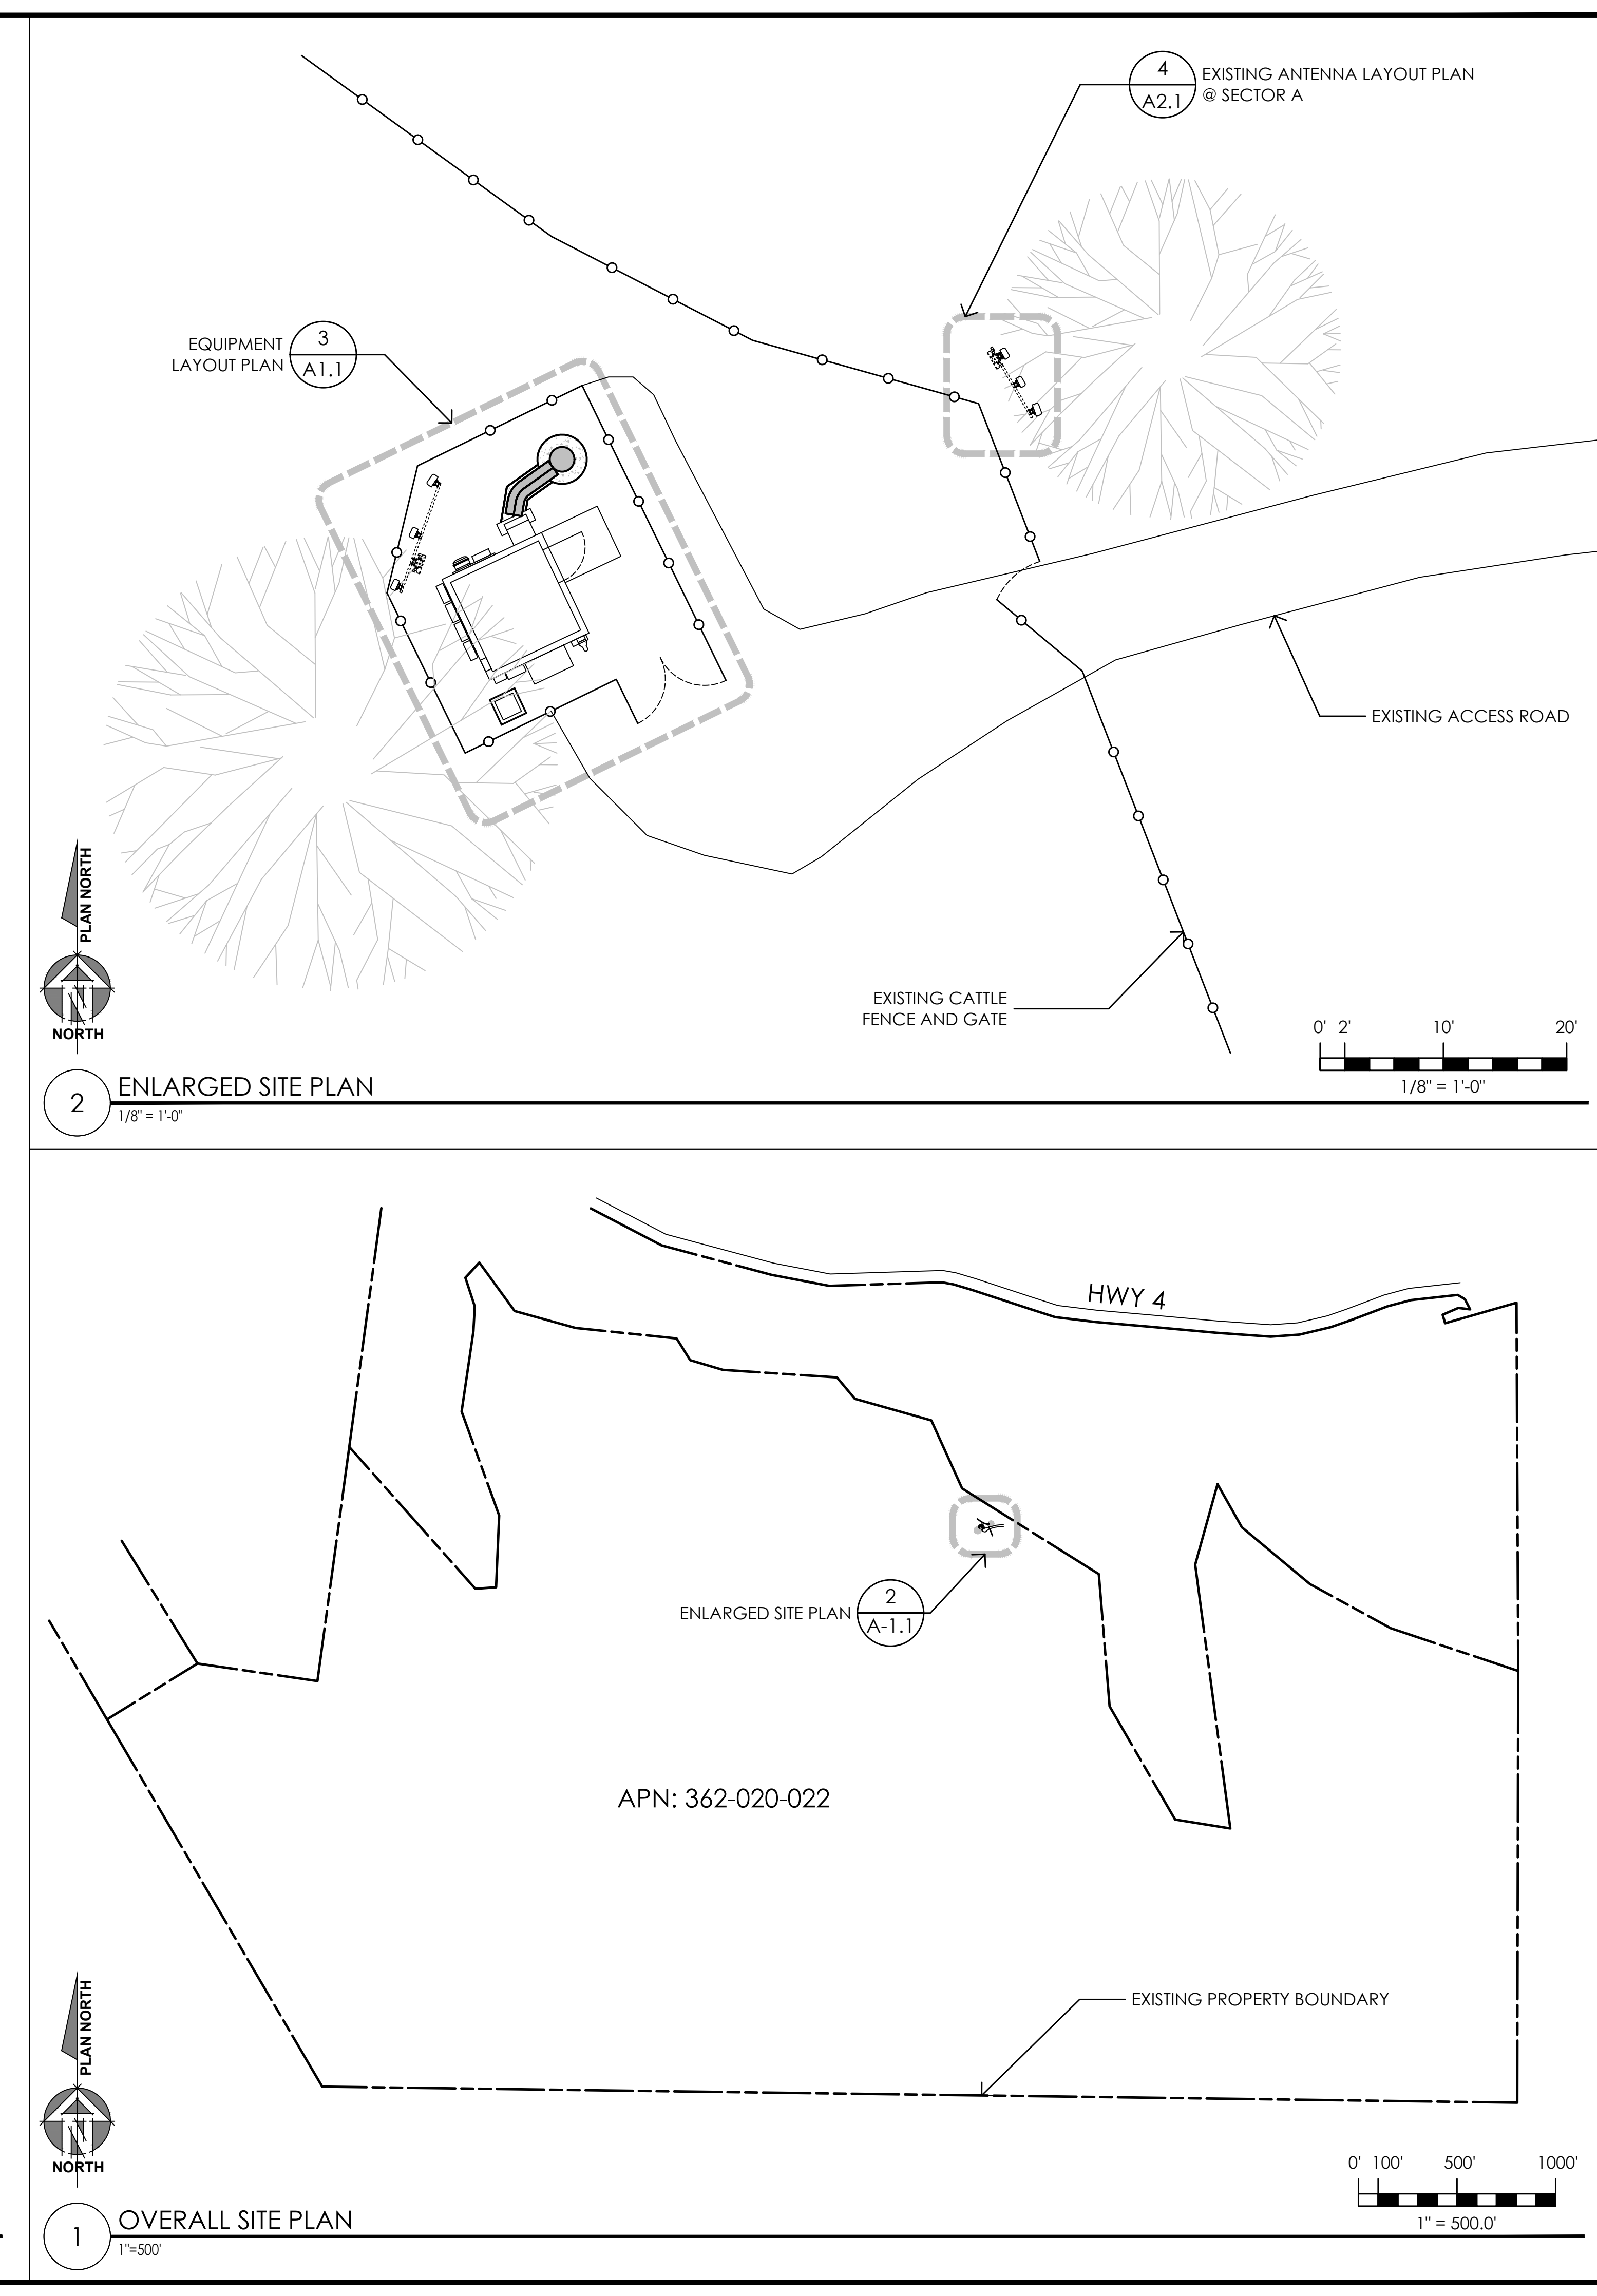 4
A2.1
EXISTING ANTENNA LAYOUT PLAN
@ SECTOR A
EQUIPMENT
LAYOUT PLAN
3
A1.1
EXISTING ACCESS ROAD
EXISTING CATTLE
FENCE AND GATE
PLAN NORTH
N
NORTH
0' 2' 10' 20'
1/8" = 1'-0"
2
ENLARGED SITE PLAN
1/8" = 1'-0"
HWY 4
ENLARGED SITE PLAN
2
A-1.1
APN: 362-020-022
EXISTING PROPERTY BOUNDARY
PLAN NORTH
N
NORTH
0' 100' 500' 1000'
1" = 500.0'
1
OVERALL SITE PLAN
1"=500'